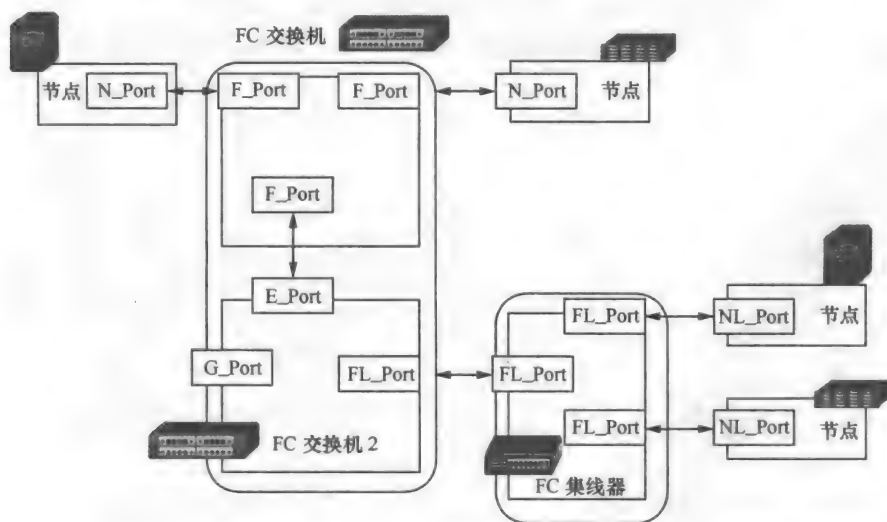 FC 交换机
节点
N_Port
F_Port
F_Port
N_Port
节点
F_Port
E_Port
G_Port
FL_Port
FC 交换机 2
FL_Port
FL_Port
FL_Port
FC 集线器
NL_Port
节点
NL_Port
节点